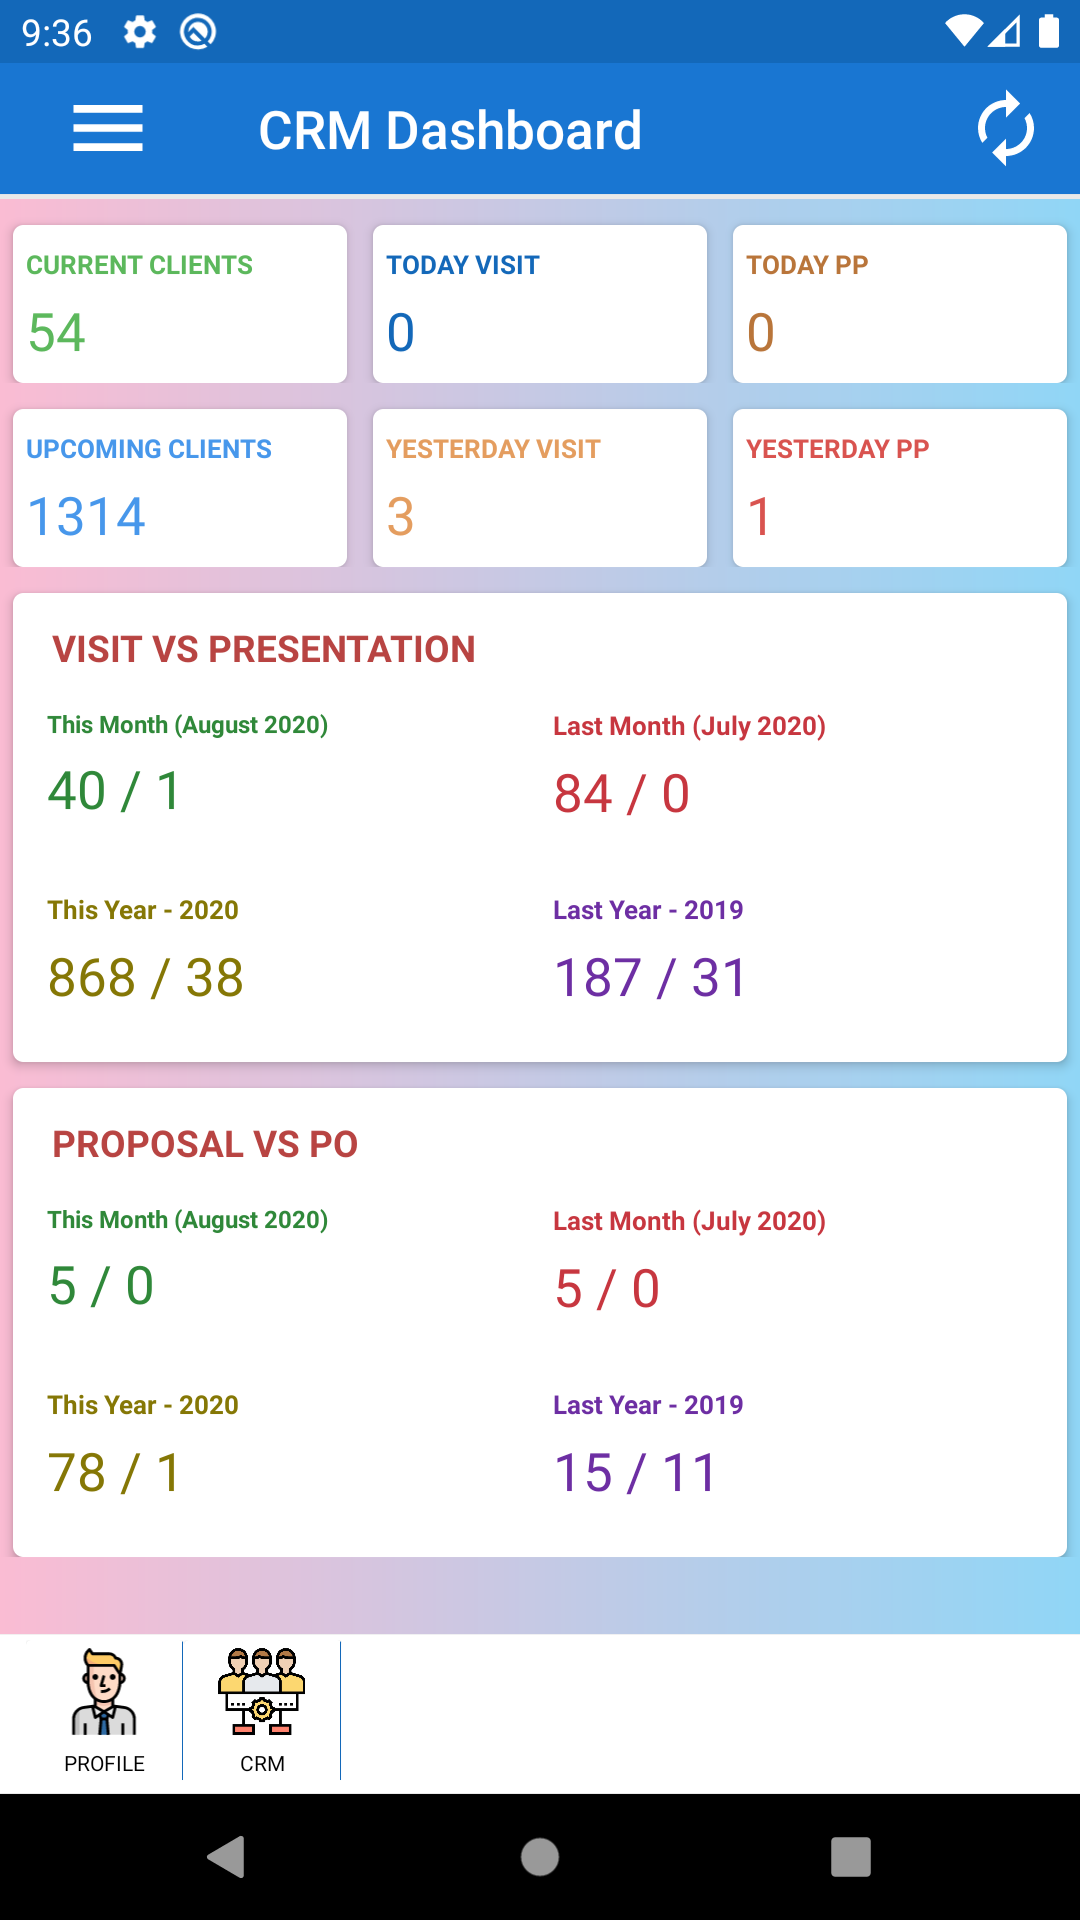 9:36
CRM Dashboard
CURRENT CLIENTS
54
TODAY VISIT
0
TODAY PP
0
UPCOMING CLIENTS
1314
YESTERDAY VISIT
3
YESTERDAY PP
1
VISIT VS PRESENTATION
This Month (August 2020)
40 / 1
Last Month (July 2020)
84 / 0
This Year - 2020
868 / 38
Last Year - 2019
187 / 31
PROPOSAL VS PO
This Month (August 2020)
5 / 0
Last Month (July 2020)
5 / 0
This Year - 2020
78 / 1
Last Year - 2019
15 / 11
PROFILE
CRM